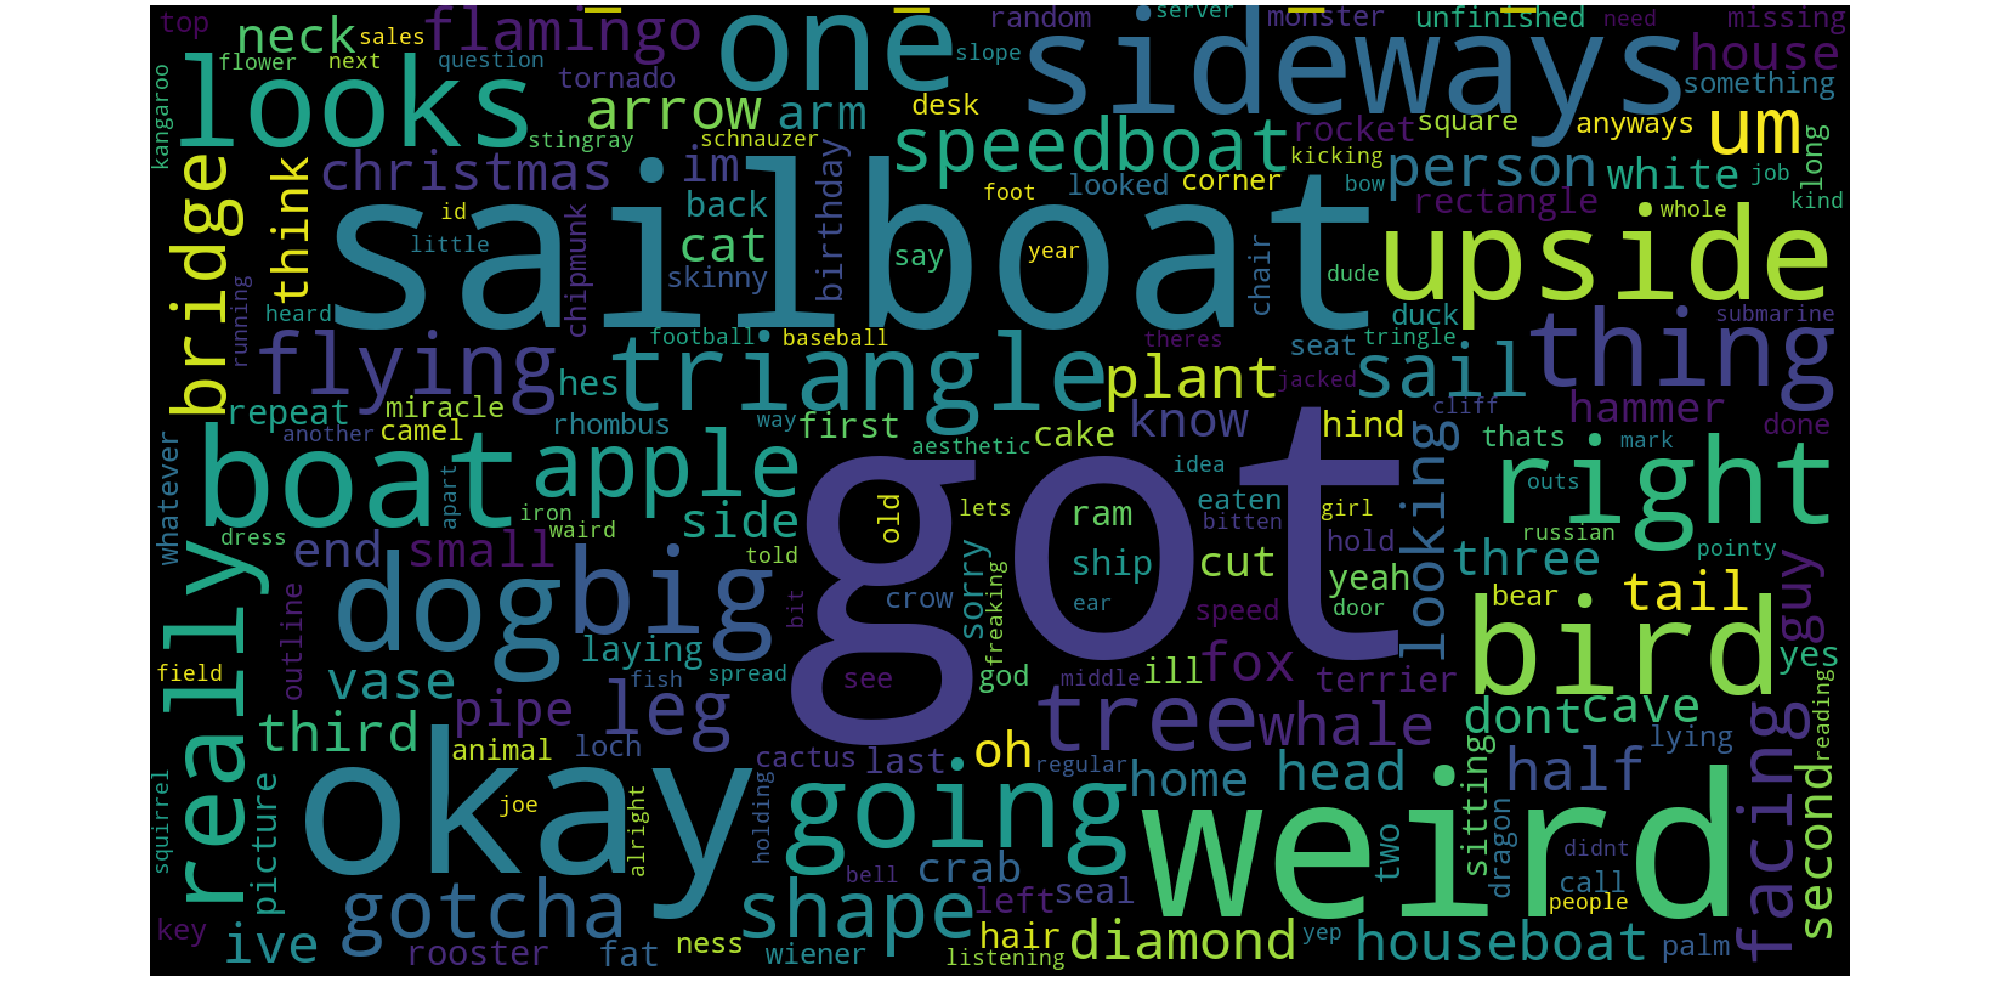 top
neck
sales
flamingo
one
random
server
monster
unfinished
need
missing
flower
next
question
looks
tornado
slope
sideways
house
something
kangaroo
arrow
arm
desk
stingray
schnauzer
speedboat
rocket
square
anyways
um
kicking
bridge
think
christmas
im
birthday
foot
looked
corner
person
bow
white
job
long
kind
id
little
sailboat
back
cat
skinny
chipmunk
say
year
chair
rectangle
whole
upside
dude
running
heard
flying
football
baseball
triangle
theres
seat
duck
tringle
submarine
thing
hes
plant
jacked
sail
repeat
miracle
another
camel
rhombus
way
first
cake
know
hind
cliff
hammer
done
aesthetic
whatever
boat
apart
apple
idea
looking
thats
mark
right
outs
iron
waird
side
old
lets
ram
eaten
bitten
girl
got
dress
end
small
told
sorry
ship
cut
hold
yeah
three
russian
pointy
really
dog
big
bit
crow
freaking
ear
speed
door
bear
tail
guy
outline
laying
bird
field
vase
fish
spread
see
god
middle
ill
fox
terrier
yes
third
pipe
leg
tree
whale
dont
cave
reading
animal
loch
cactus
last
oh
regular
home
head
sitting
half
lying
facing
squirrel
picture
okay
joe
alright
holding
going
weird
two
dragon
didnt
second
bell
crab
left
seal
call
people
key
ive
gotcha
shape
rooster
fat
ness
wiener
hair
listening
diamond
yep
houseboat
palm